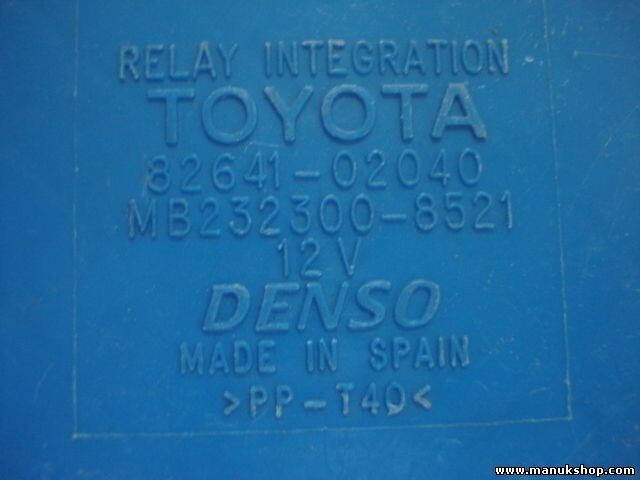 RELAY INTEGRATION
TOYOTA
82641-02040
MB232300-8521
12V
DENSO
MADE IN SPAIN
>PP-T40<
www.manukshop.com